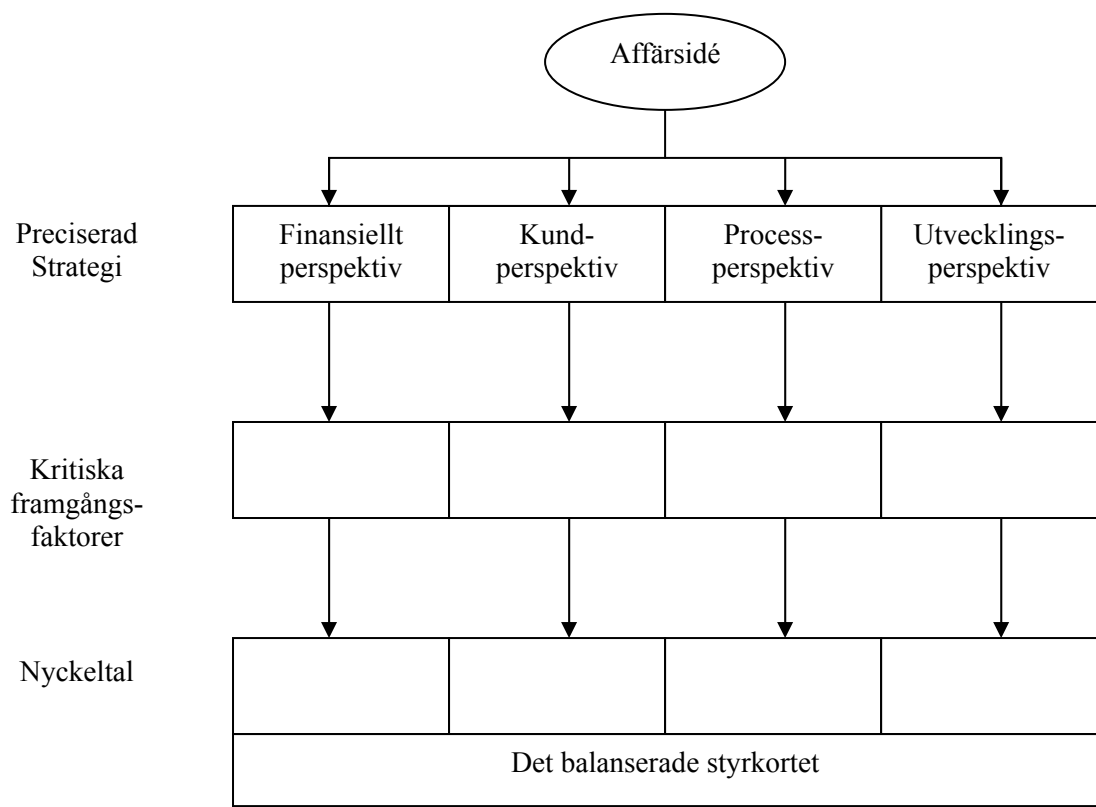 Affärsidé
Preciserad
Strategi
Finansiellt
perspektiv
Kund-
perspektiv
Process-
perspektiv
Utvecklings-
perspektiv
Kritiska
framgångs-
faktorer
Nyckeltal
Det balanserade styrkortet